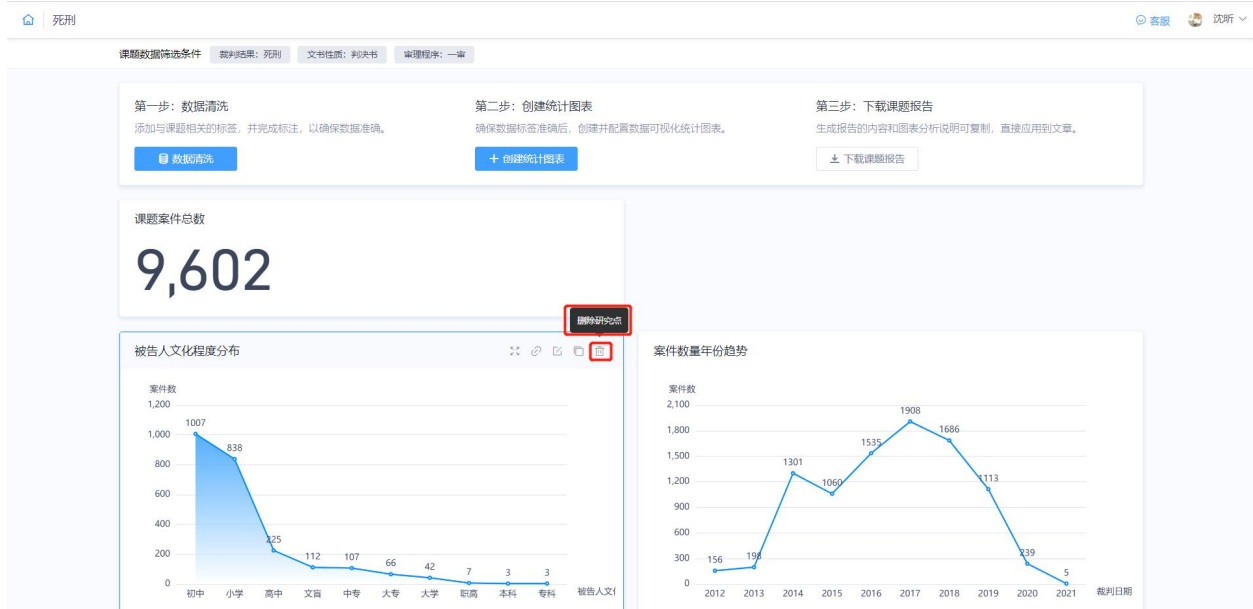 死刑
客服
沈昕
课题数据筛选条件 裁判结果：死刑 文书性质：判决书 审理程序：一审
第一步：数据清洗
添加与课题相关的标签，并完成标注，以确保数据准确。
数据清洗
第二步：创建统计图表
确保数据标签准确后，创建并配置数据可视化统计图表。
+ 创建统计图表
第三步：下载课题报告
生成报告的内容和图表分析说明可复制，直接应用到文章。
下载课题报告
课题案件总数
9,602
删除研究点
被告人文化程度分布
案件数
1,200
1,000
800
600
400
200
0
1007
838
225
112
107
66
42
7
3
3
初中 小学 高中 文盲 中专 大专 大学 职高 本科 专科
被告人文
案件数量年份趋势
案件数
2,100
1,800
1,500
1,200
900
600
300
0
156
198
1301
1060
1535
1908
1686
1113
239
5
2012 2013 2014 2015 2016 2017 2018 2019 2020 2021
裁判日期